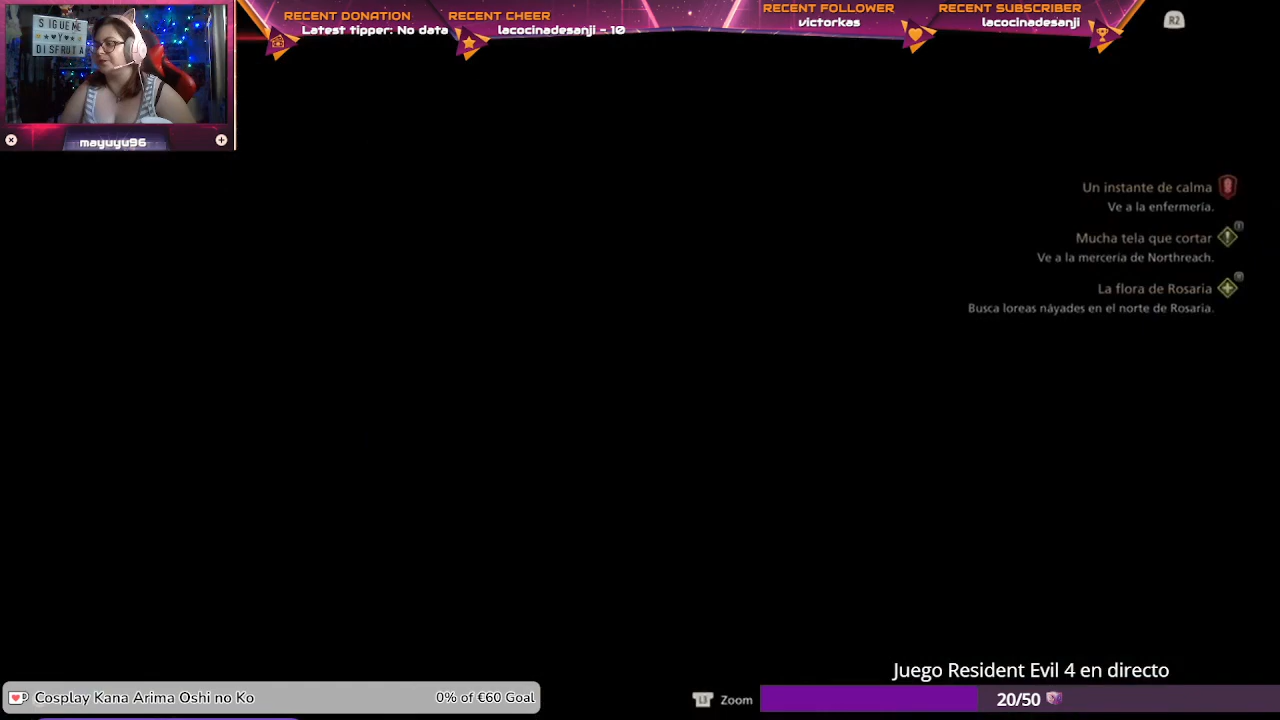 SIGUEME
Y
DISFRUTA
mayuyu96
RECENT DONATION
Latest tipper: No data
RECENT CHEER
lacocinadesanji - 10
RECENT FOLLOWER
victorkas
RECENT SUBSCRIBER
lacocinadesanji
R2
Un instante de calma
Ve a la enfermería.
Mucha tela que cortar
Ve a la mercería de Northreach.
La flora de Rosaria
Busca loreas náyades en el norte de Rosaria.
Juego Resident Evil 4 en directo
Cosplay Kana Arima Oshi no Ko
0% of €60 Goal
L3 Zoom
20/50